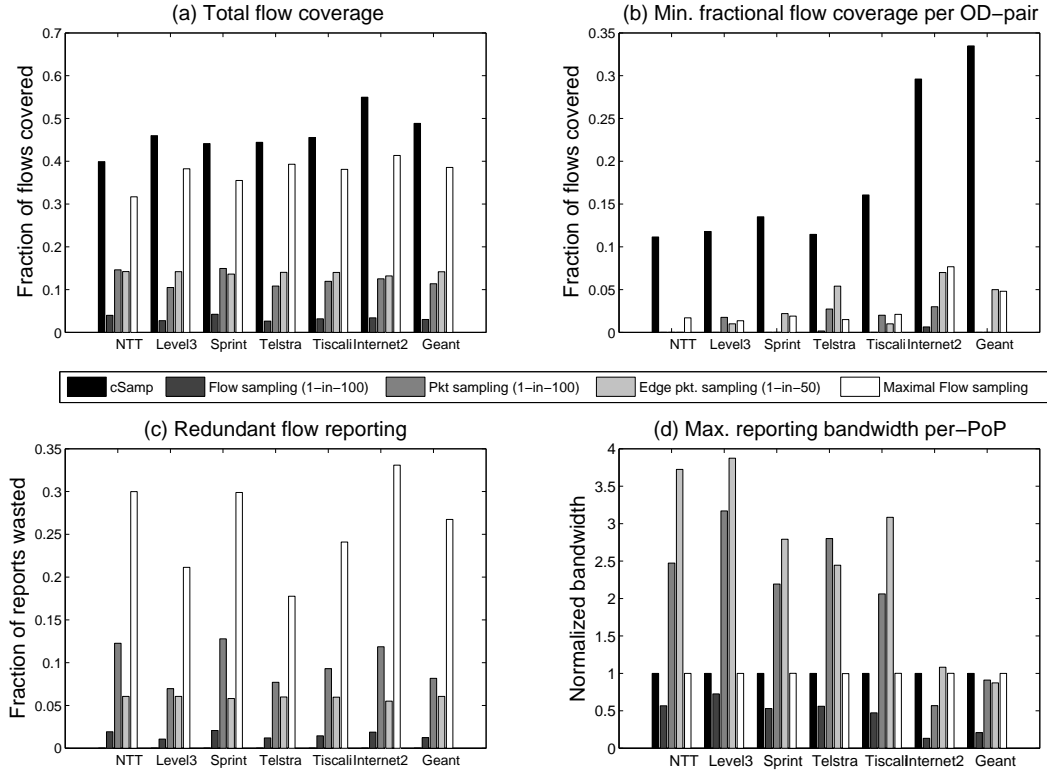 (a) Total flow coverage
Fraction of flows covered
0.7
0.6
0.5
0.4
0.3
0.2
0.1
0
NTT Level3 Sprint Telstra Tiscali Internet2 Geant
(b) Min. fractional flow coverage per OD−pair
Fraction of flows covered
0.35
0.3
0.25
0.2
0.15
0.1
0.05
0
NTT Level3 Sprint Telstra Tiscali Internet2 Geant
cSamp Flow sampling (1−in−100) Pkt sampling (1−in−100) Edge pkt. sampling (1−in−50) Maximal Flow sampling
(c) Redundant flow reporting
Fraction of reports wasted
0.35
0.3
0.25
0.2
0.15
0.1
0.05
0
NTT Level3 Sprint Telstra Tiscali Internet2 Geant
(d) Max. reporting bandwidth per−PoP
Normalized bandwidth
4
3.5
3
2.5
2
1.5
1
0.5
0
NTT Level3 Sprint Telstra Tiscali Internet2 Geant